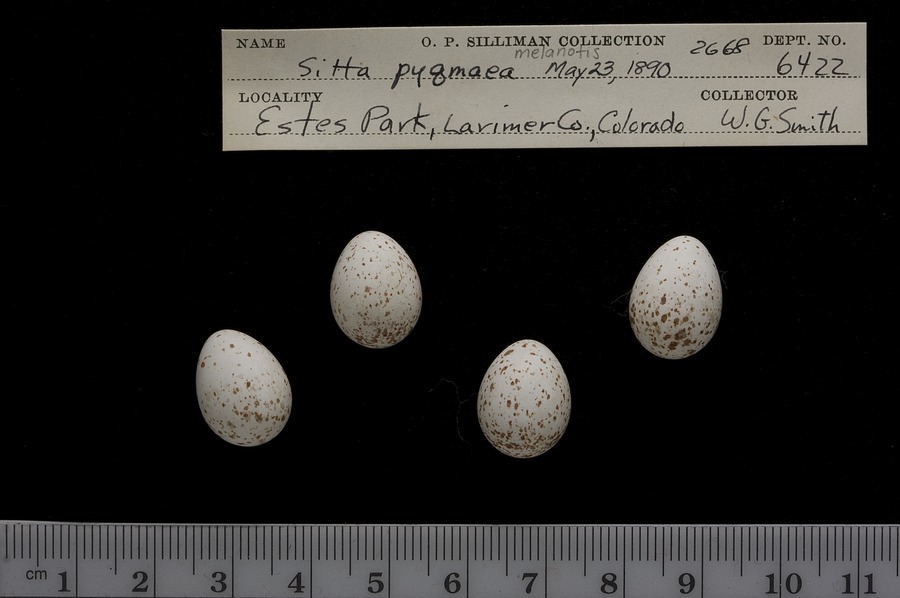 NAME O. P. SILLIMAN COLLECTION 2668 DEPT. NO.
melanotis
Sitta pygmaea May 23, 1890 6422
LOCALITY COLLECTOR
Estes Park, Larimer Co., Colorado W. G. Smith
cm 1 2 3 4 5 6 7 8 9 10 11